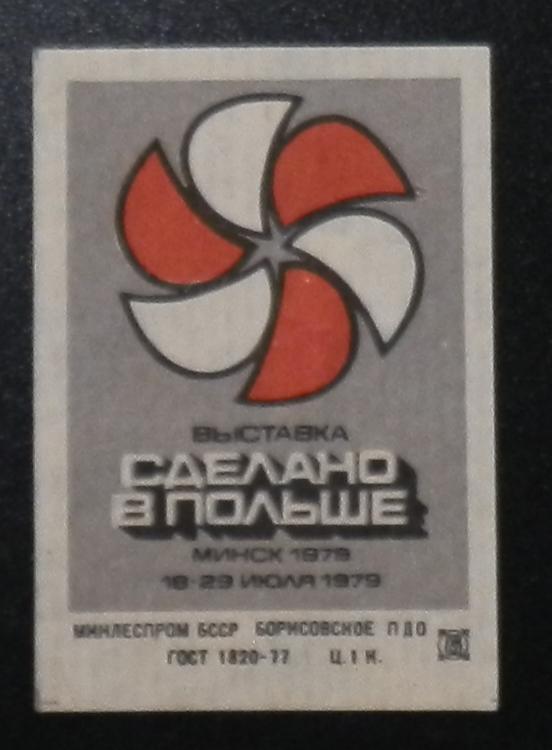 ВЫСТАВКА
СДЕЛАНО
В ПОЛЬШЕ
МИНСК 1979
18-29 ИЮЛЯ 1979
МИНЛЕСПРОМ БССР БОРИСОВСКОЕ ПДО
ГОСТ 1820-77 Ц. 1 К.